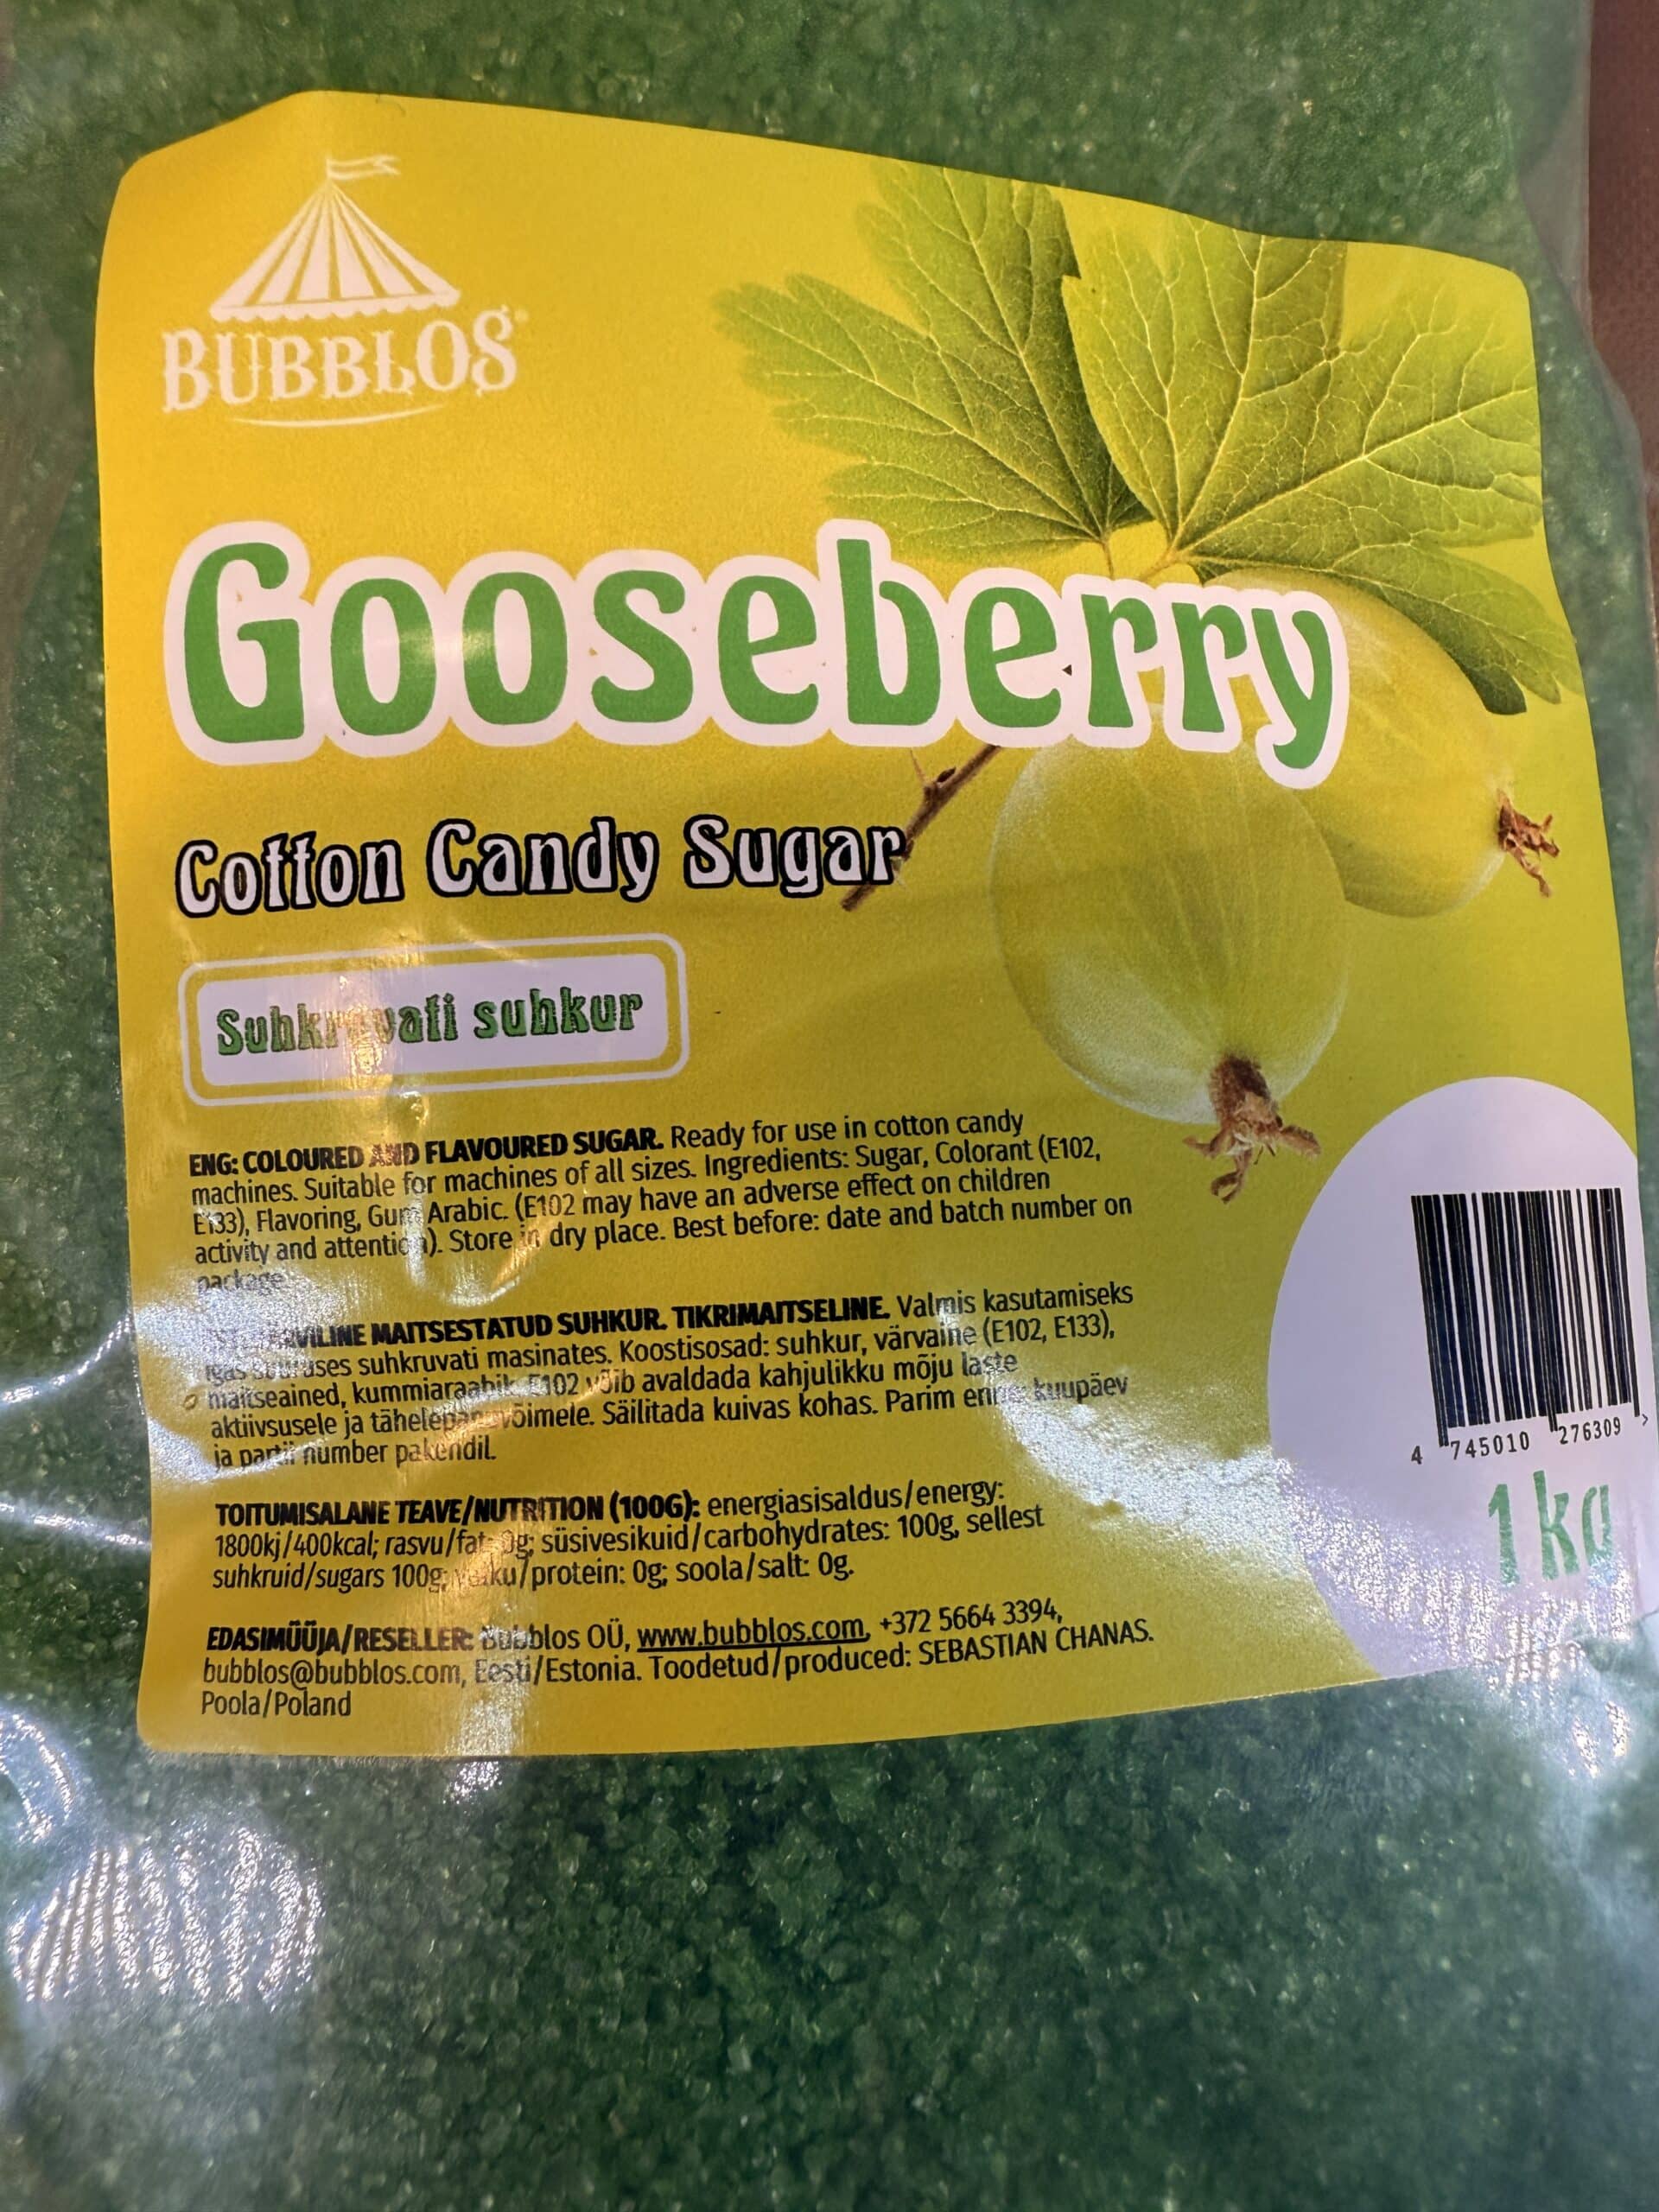 BUBBLOS
Gooseberry
Cotton Candy Sugar
Suhkruvati suhkur
ENG: COLOURED AND FLAVOURED SUGAR. Ready for use in cotton candy
machines. Suitable for machines of all sizes. Ingredients: Sugar, Colorant (E102,
E133), Flavoring, Gum Arabic. (E102 may have an adverse effect on children
activity and attention). Store in dry place. Best before: date and batch number on
package
MAITSESTATUD SUHKUR. TIKRIMAITSELINE. Valmis kasutamiseks
suhkruvati masinates. Koostisosad: suhkur, värvaine (E102, E133),
maitseained, kummiaraabik. E102 võib avaldada kahjulikku mõju laste
aktiivsusele ja tähelepanuvõimele. Säilitada kuivas kohas. Parim enne: kuupäev
ja partii number pakendil.
TOITUMISALANE TEAVE/NUTRITION (100G): energiasisaldus/energy:
1800kj/400kcal; rasvu/fat: 0g; süsivesikuid/carbohydrates: 100g, sellest
suhkruid/sugars 100g; valku/protein: 0g; soola/salt: 0g.
EDASIMÜÜJA/RESELLER: Bubblos OÜ, www.bubblos.com, +372 5664 3394,
bubblos@bubblos.com, Eesti/Estonia. Toodetud/produced: SEBASTIAN CHANAS.
Poola/Poland
4 745010 276309 >
1 kg